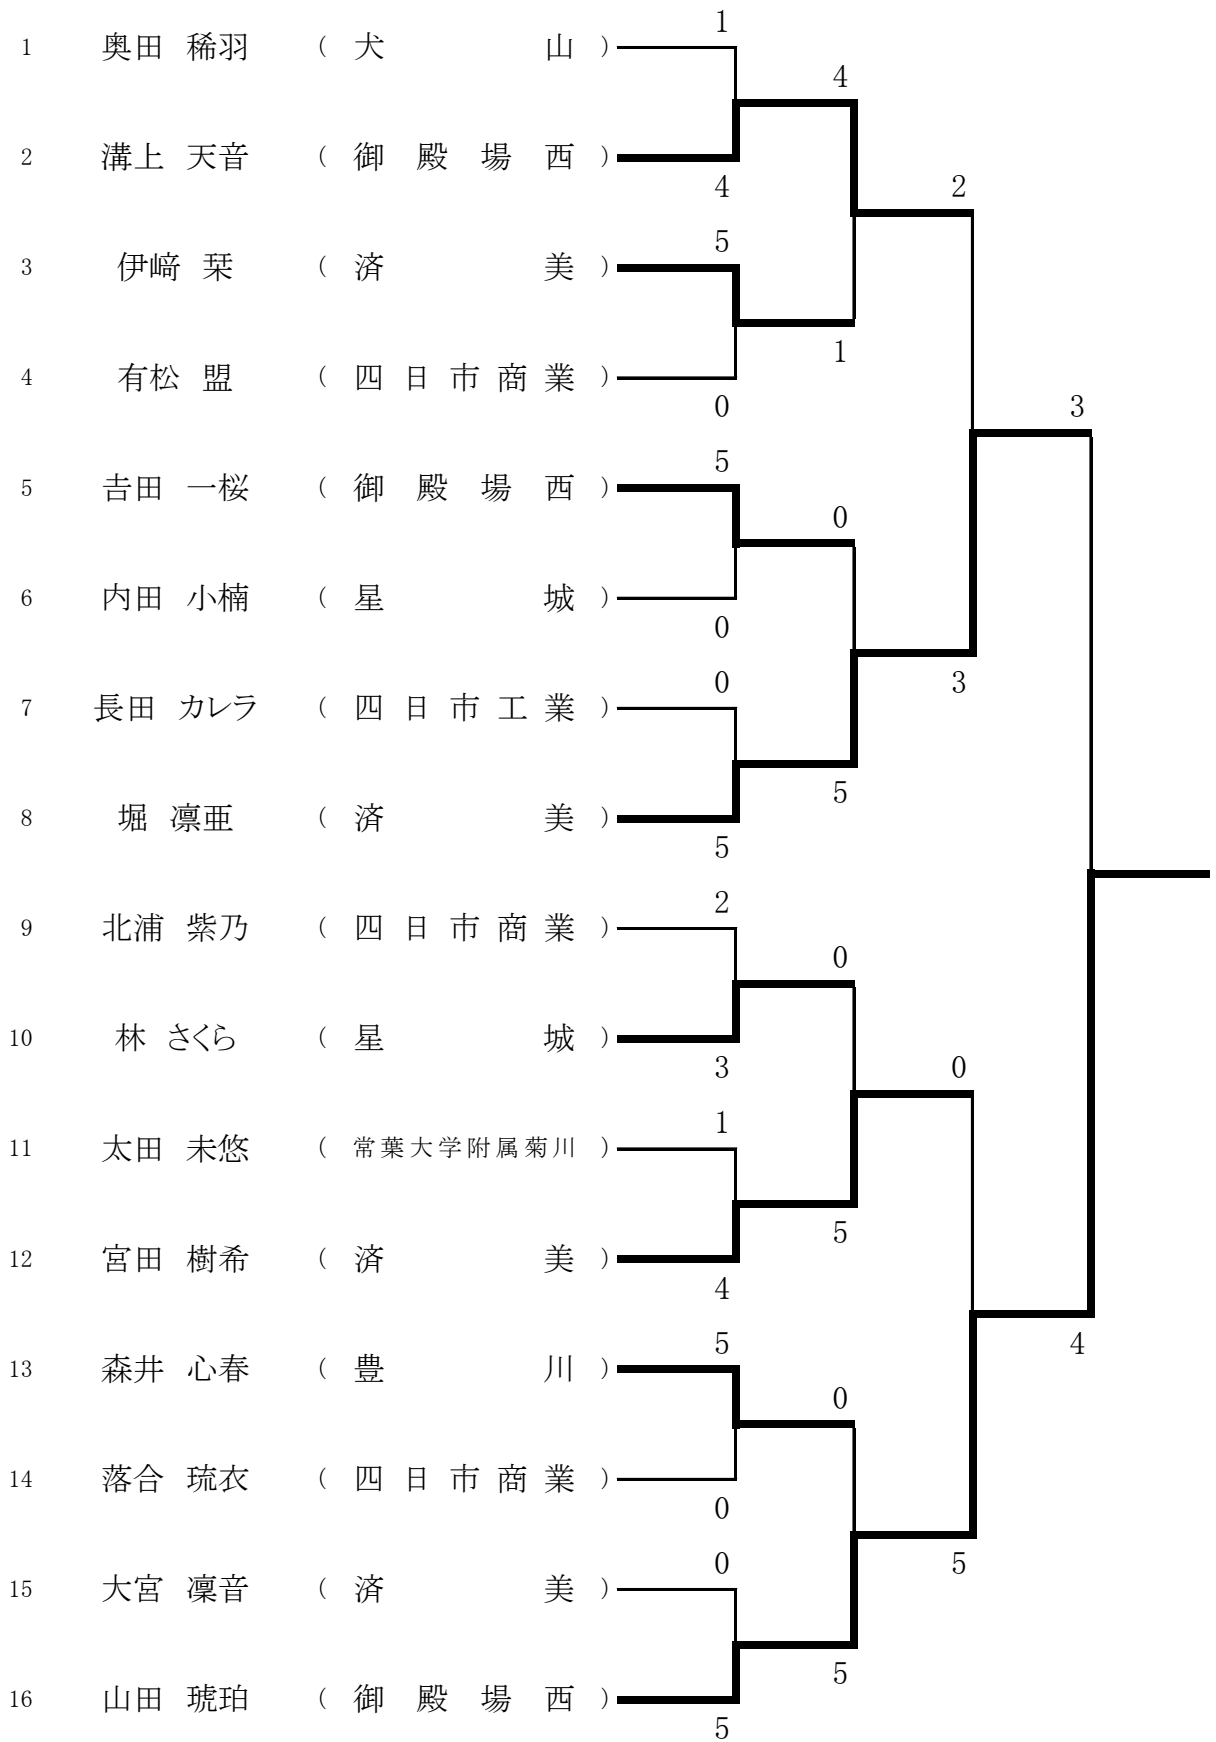 1
1 奥田 稀羽 （ 犬 山 ）
4
2 溝上 天音 （ 御 殿 場 西 ）
4
2
5
3 伊﨑 栞 （ 済 美 ）
1
4 有松 盟 （ 四 日 市 商 業 ）
0
3
5
5 𠮷田 一桜 （ 御 殿 場 西 ）
0
6 内田 小楠 （ 星 城 ）
0
0
3
7 長田 カレラ （ 四 日 市 工 業 ）
5
8 堀 凛亜 （ 済 美 ）
5
2
9 北浦 紫乃 （ 四 日 市 商 業 ）
0
10 林 さくら （ 星 城 ）
3
0
1
11 太田 未悠 （ 常葉大学附属菊川 ）
5
12 宮田 樹希 （ 済 美 ）
4
5
4
13 森井 心春 （ 豊 川 ）
0
14 落合 琉衣 （ 四 日 市 商 業 ）
0
0
5
15 大宮 凜音 （ 済 美 ）
5
16 山田 琥珀 （ 御 殿 場 西 ）
5